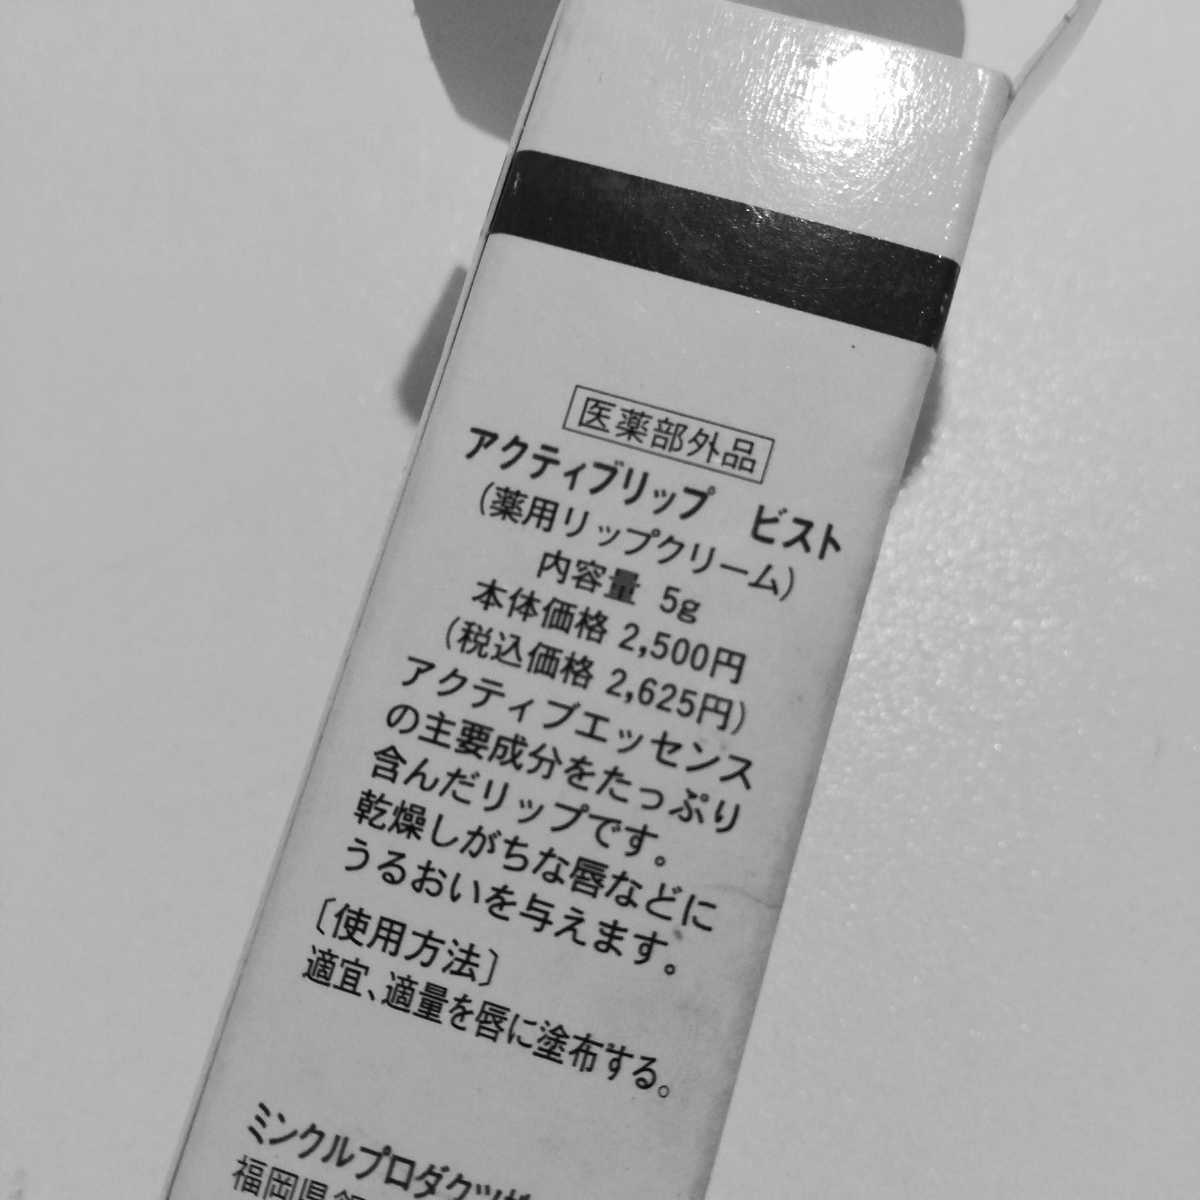 医薬部外品
アクティブリップ ビスト
(薬用リップクリーム)
内容量 5g
本体価格 2,500円
(税込価格 2,625円)
アクティブエッセンス
の主要成分をたっぷり
含んだリップです。
乾燥しがちな唇などに
うるおいを与えます。
〔使用方法〕
適宜、適量を唇に塗布する。
ミンクルプロダクツ
福岡県